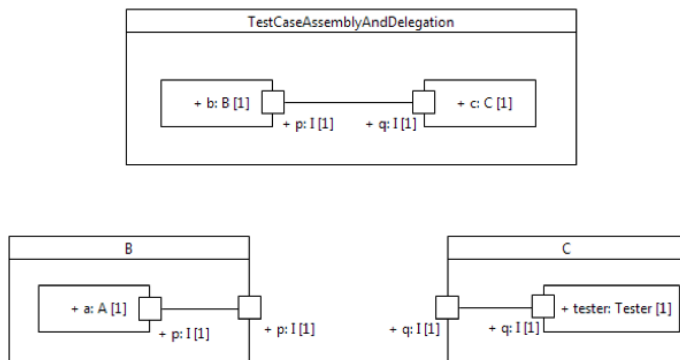 TestCaseAssemblyAndDelegation
+ b: B [1]
+ c: C [1]
+ p: I [1]
+ q: I [1]
B
C
+ a: A [1]
+ tester: Tester [1]
+ p: I [1]
+ p: I [1]
+ q: I [1]
+ q: I [1]